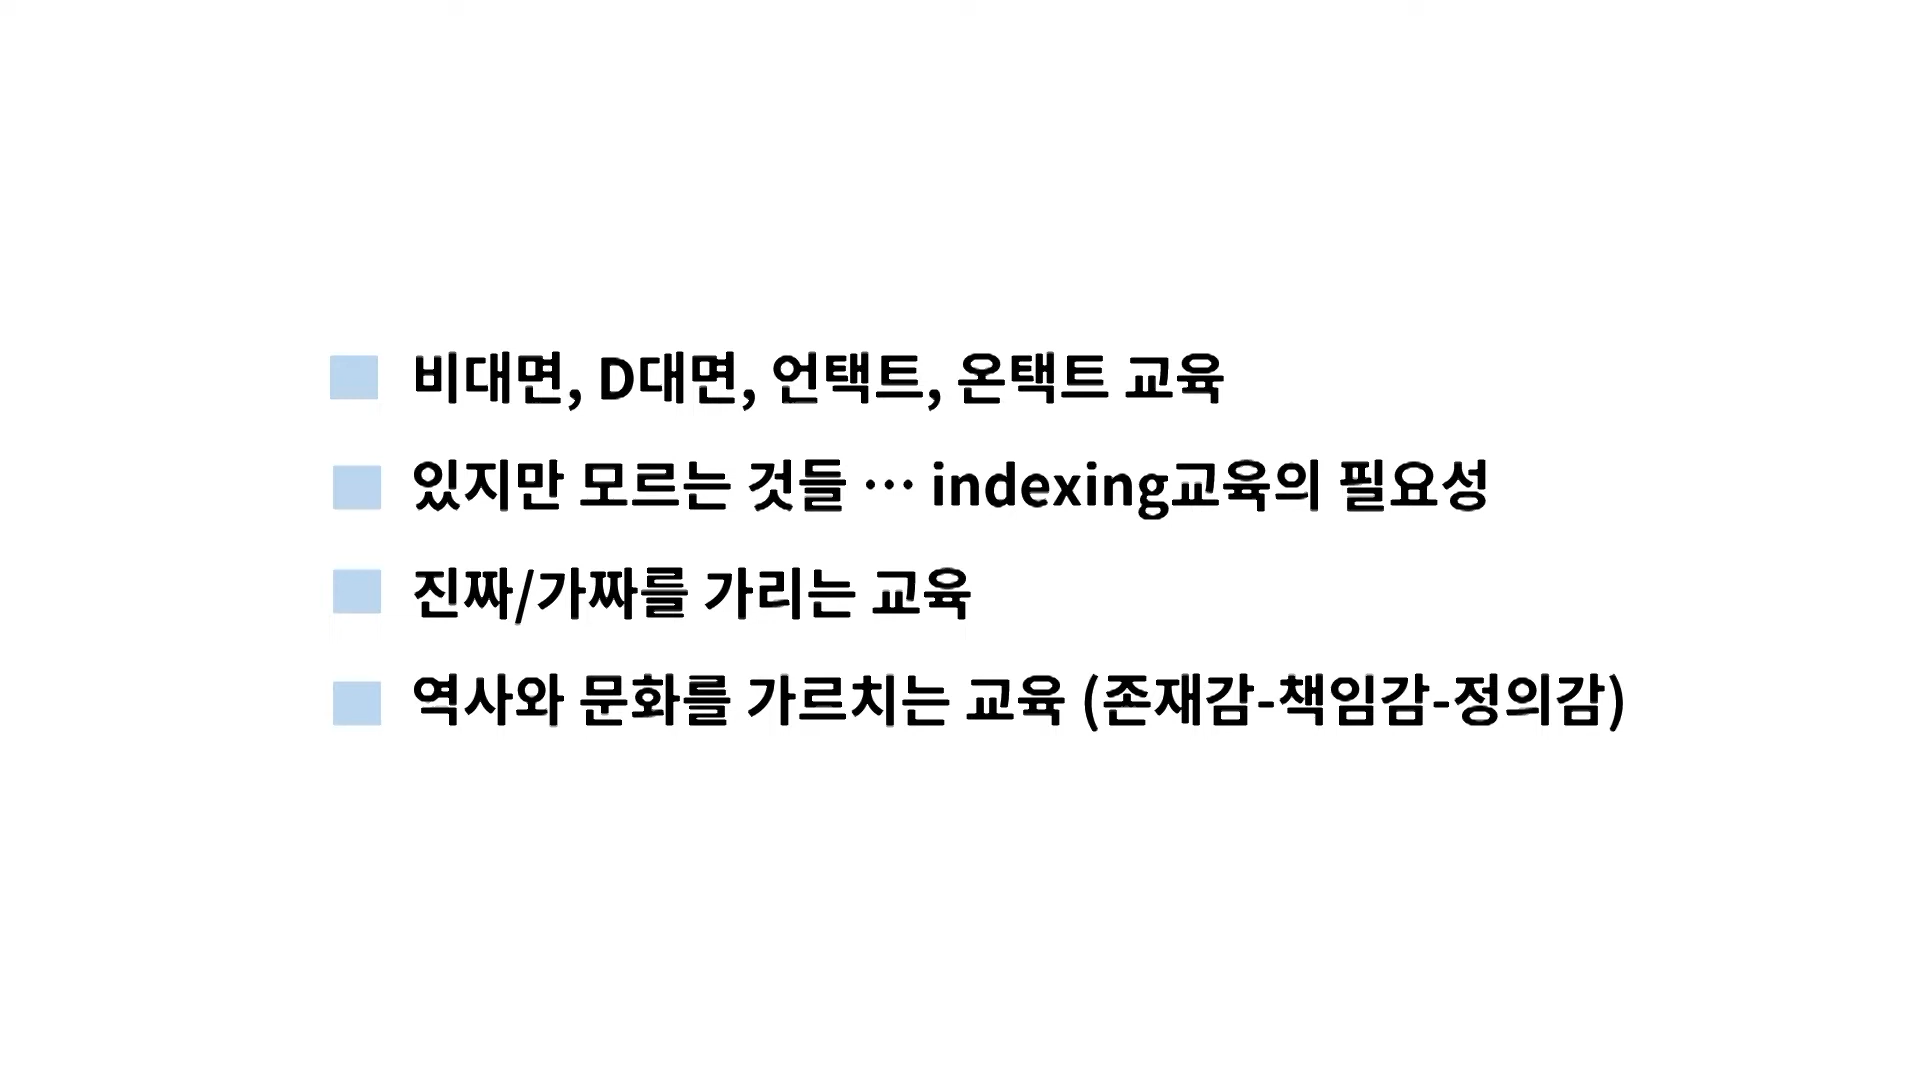 비대면, D대면, 언택트, 온택트 교육
있지만 모르는 것들 … indexing교육의 필요성
진짜/가짜를 가리는 교육
역사와 문화를 가르치는 교육 (존재감-책임감-정의감)